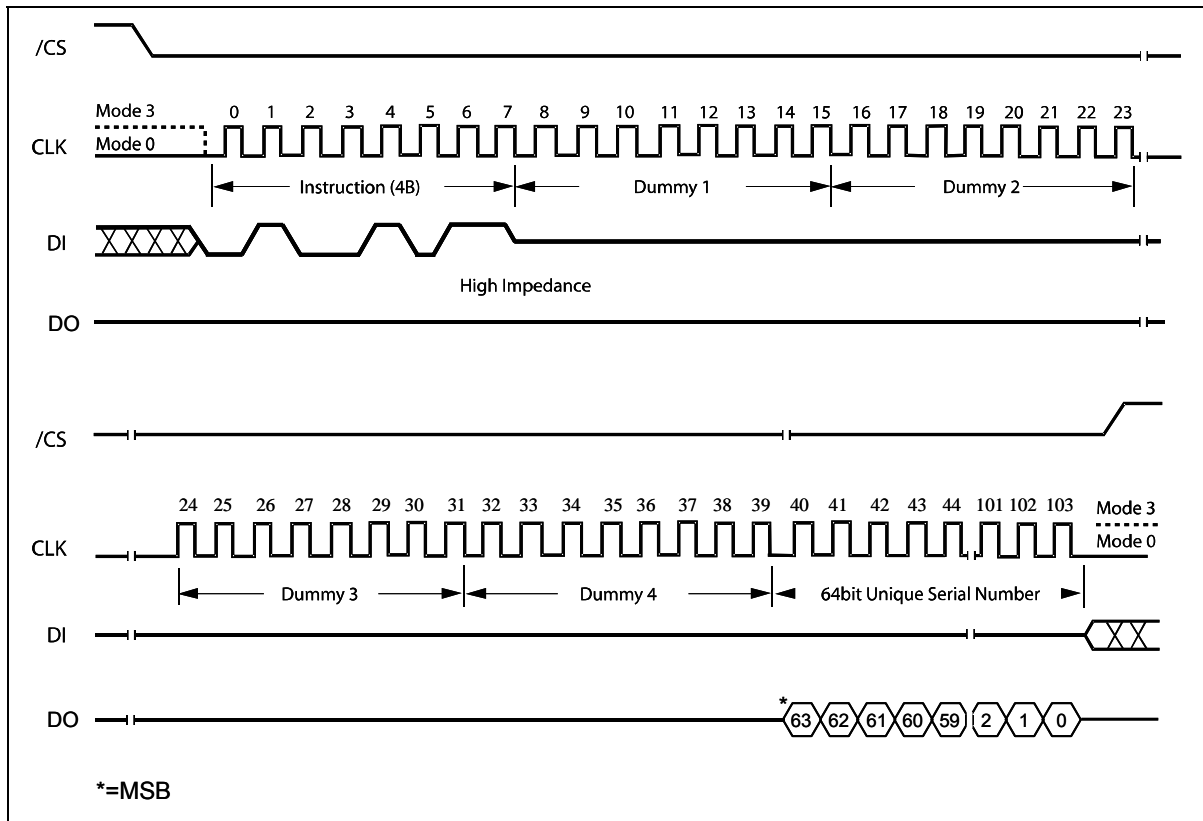 /CS
Mode 3
0 1 2 3 4 5 6 7 8 9 10 11 12 13 14 15 16 17 18 19 20 21 22 23
CLK
Mode 0
Instruction (4B)
Dummy 1
Dummy 2
DI
High Impedance
DO
/CS
24 25 26 27 28 29 30 31 32 33 34 35 36 37 38 39 40 41 42 43 44 101 102 103
Mode 3
CLK
Mode 0
Dummy 3
Dummy 4
64bit Unique Serial Number
DI
DO
* 63 62 61 60 59 2 1 0
*=MSB